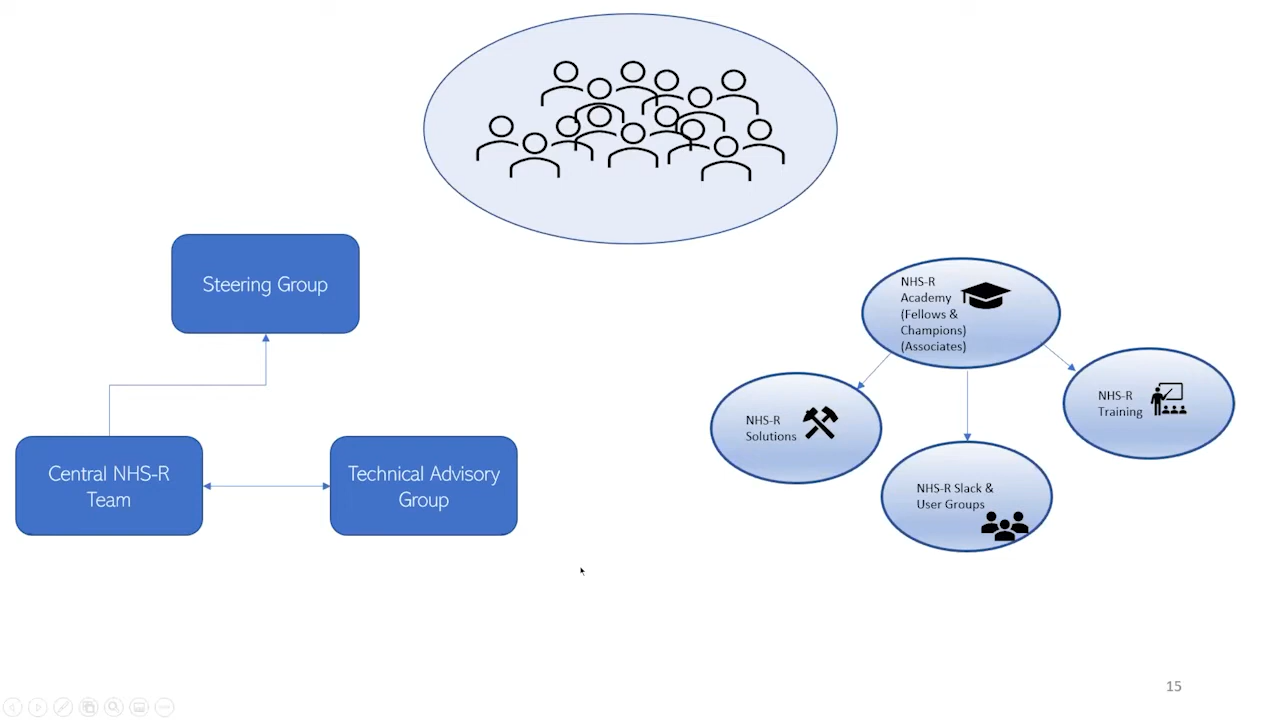 Steering Group
Central NHS-R
Team
Technical Advisory
Group
NHS-R
Academy
(Fellows &
Champions)
(Associates)
NHS-R
Solutions
NHS-R Slack &
User Groups
NHS-R
Training
15